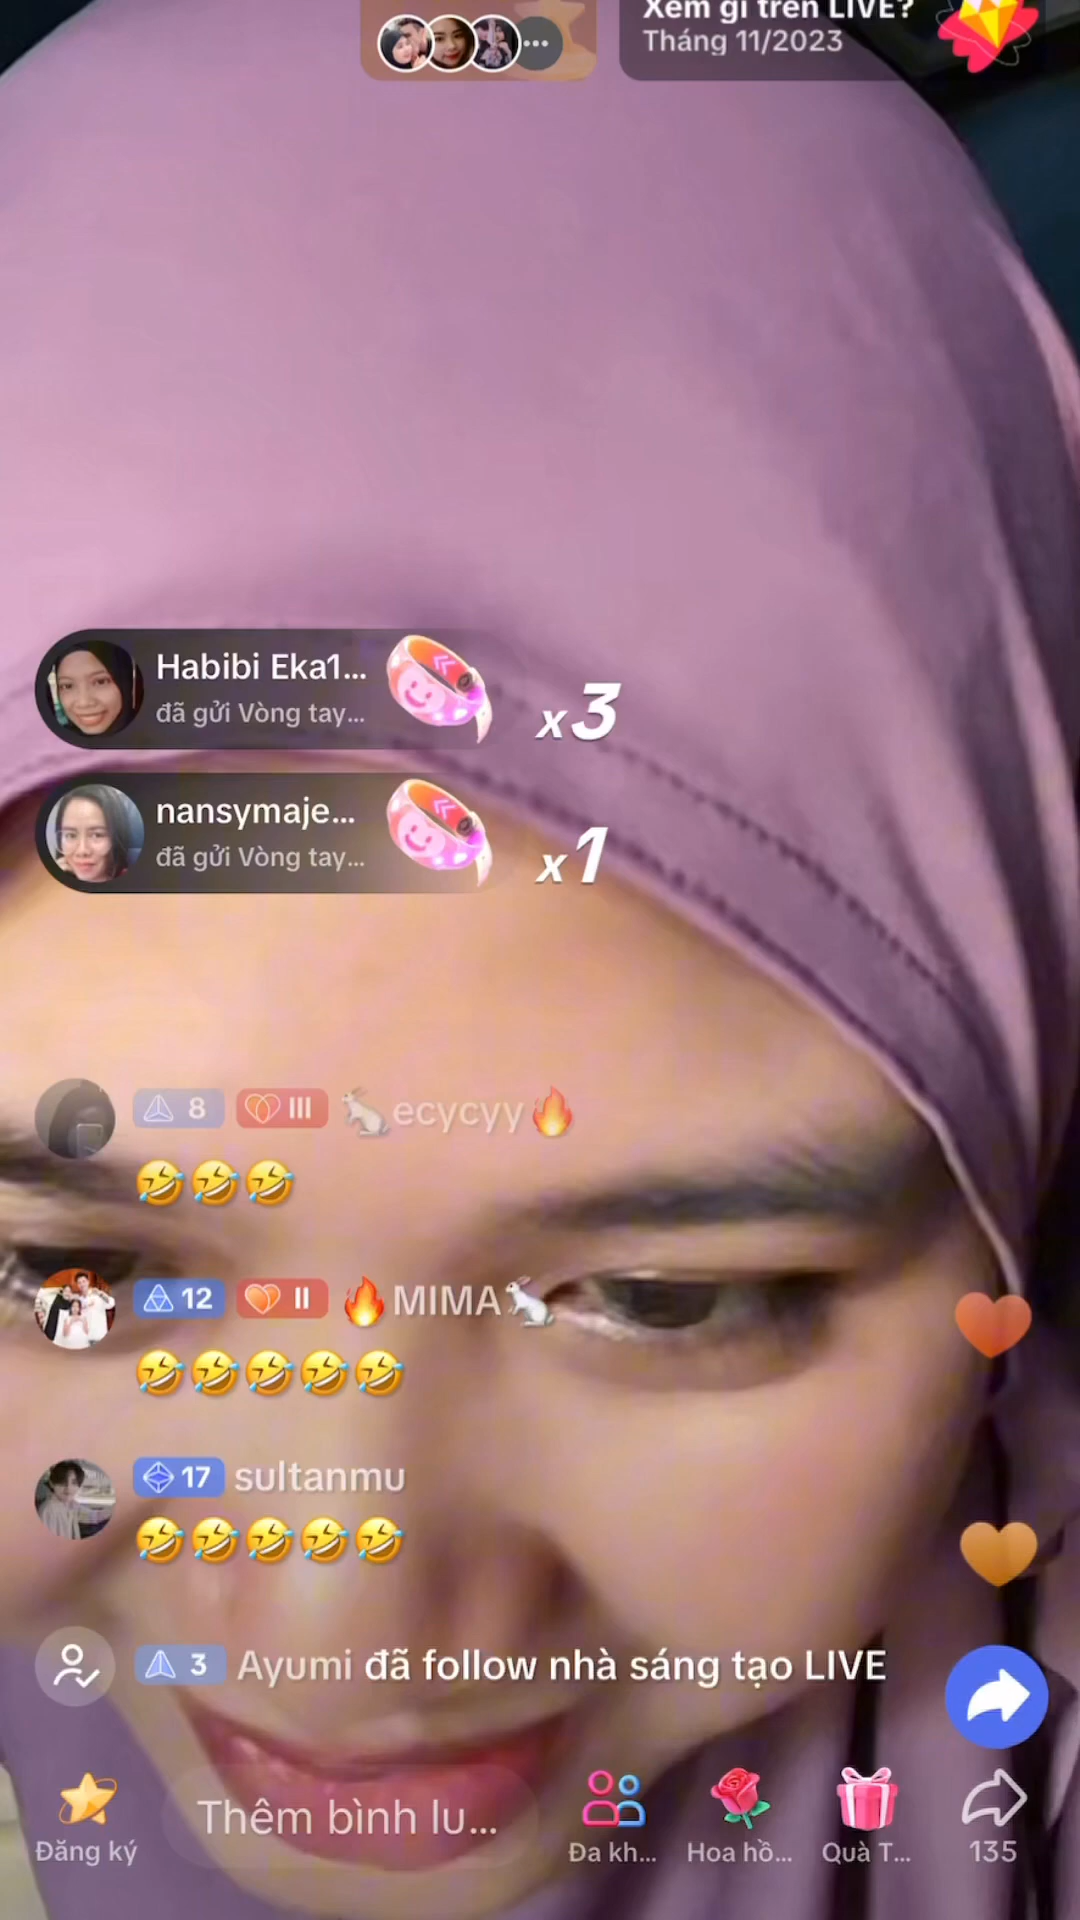 Xem gì trên LIVE?
Tháng 11/2023
Habibi Eka1...
đã gửi Vòng tay...
x3
nansymaje...
đã gửi Vòng tay...
x1
8 III 🐇ecycyy🔥
🤣🤣🤣
12 II 🔥MIMA🐇
🤣🤣🤣🤣🤣
17 sultanmu
🤣🤣🤣🤣🤣
3 Ayumi đã follow nhà sáng tạo LIVE
Thêm bình lu...
Đăng ký
Đa kh...
Hoa hồ...
Quà T...
135